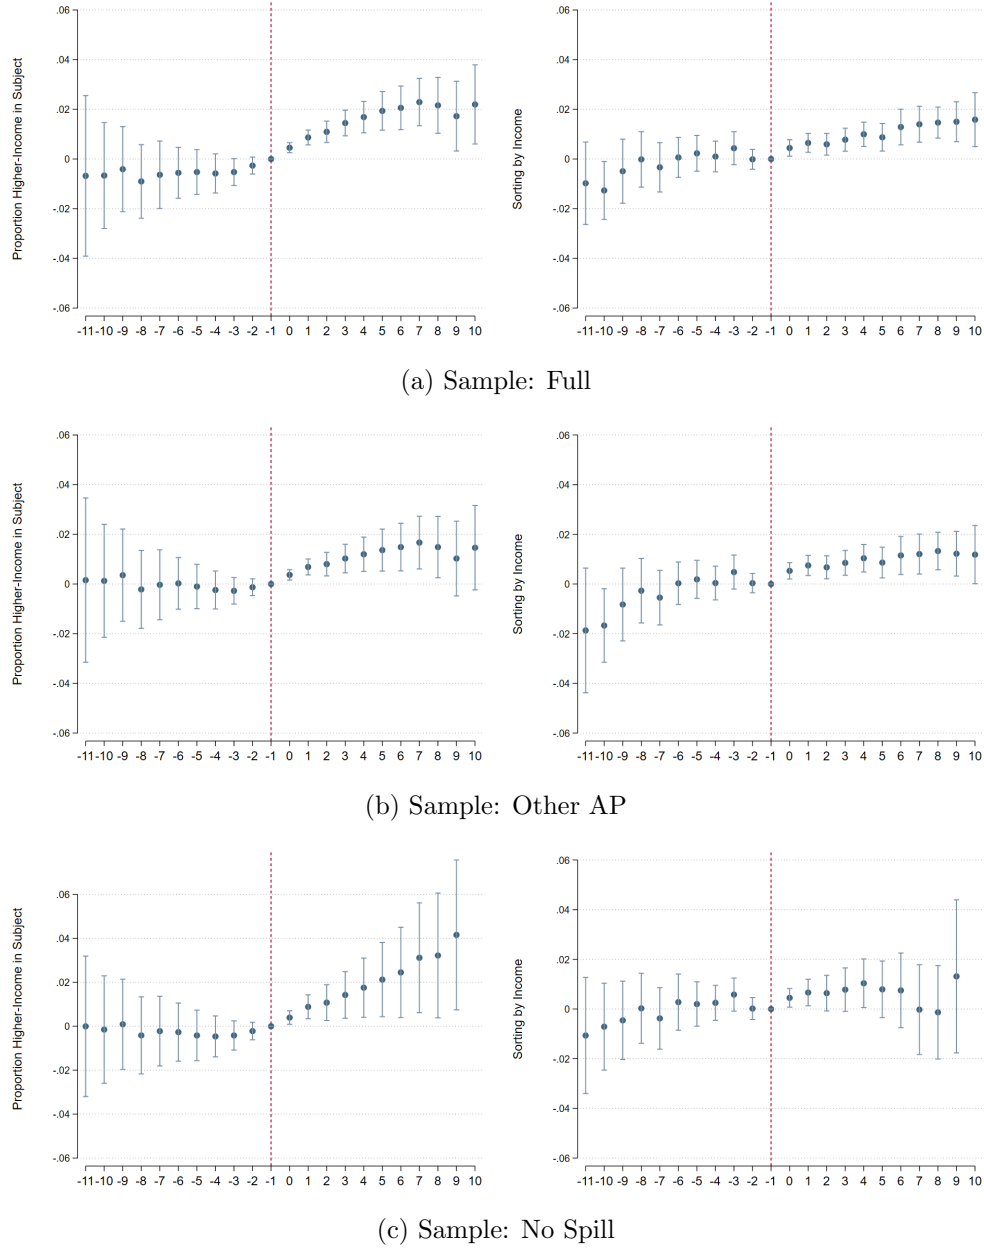 Proportion Higher-Income in Subject
.06
.04
.02
0
-.02
-.04
-.06
-11 -10 -9 -8 -7 -6 -5 -4 -3 -2 -1 0 1 2 3 4 5 6 7 8 9 10
Sorting by Income
.06
.04
.02
0
-.02
-.04
-.06
-11 -10 -9 -8 -7 -6 -5 -4 -3 -2 -1 0 1 2 3 4 5 6 7 8 9 10
(a) Sample: Full
Proportion Higher-Income in Subject
.06
.04
.02
0
-.02
-.04
-.06
-11 -10 -9 -8 -7 -6 -5 -4 -3 -2 -1 0 1 2 3 4 5 6 7 8 9 10
Sorting by Income
.06
.04
.02
0
-.02
-.04
-.06
-11 -10 -9 -8 -7 -6 -5 -4 -3 -2 -1 0 1 2 3 4 5 6 7 8 9 10
(b) Sample: Other AP
Proportion Higher-Income in Subject
.06
.04
.02
0
-.02
-.04
-.06
-11 -10 -9 -8 -7 -6 -5 -4 -3 -2 -1 0 1 2 3 4 5 6 7 8 9 10
Sorting by Income
.06
.04
.02
0
-.02
-.04
-.06
-11 -10 -9 -8 -7 -6 -5 -4 -3 -2 -1 0 1 2 3 4 5 6 7 8 9 10
(c) Sample: No Spill